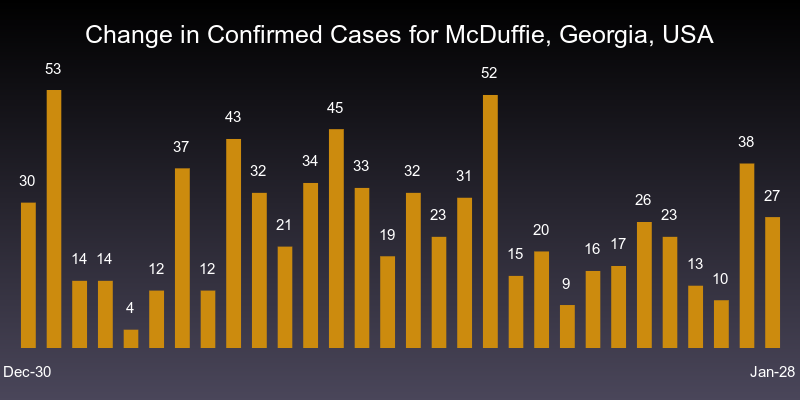 Change in Confirmed Cases for McDuffie, Georgia, USA
30 53 14 14 4 12 37 12 43 32 21 34 45 33 19 32 23 31 52 15 20 9 16 17 26 23 13 10 38 27
Dec-30 Jan-28